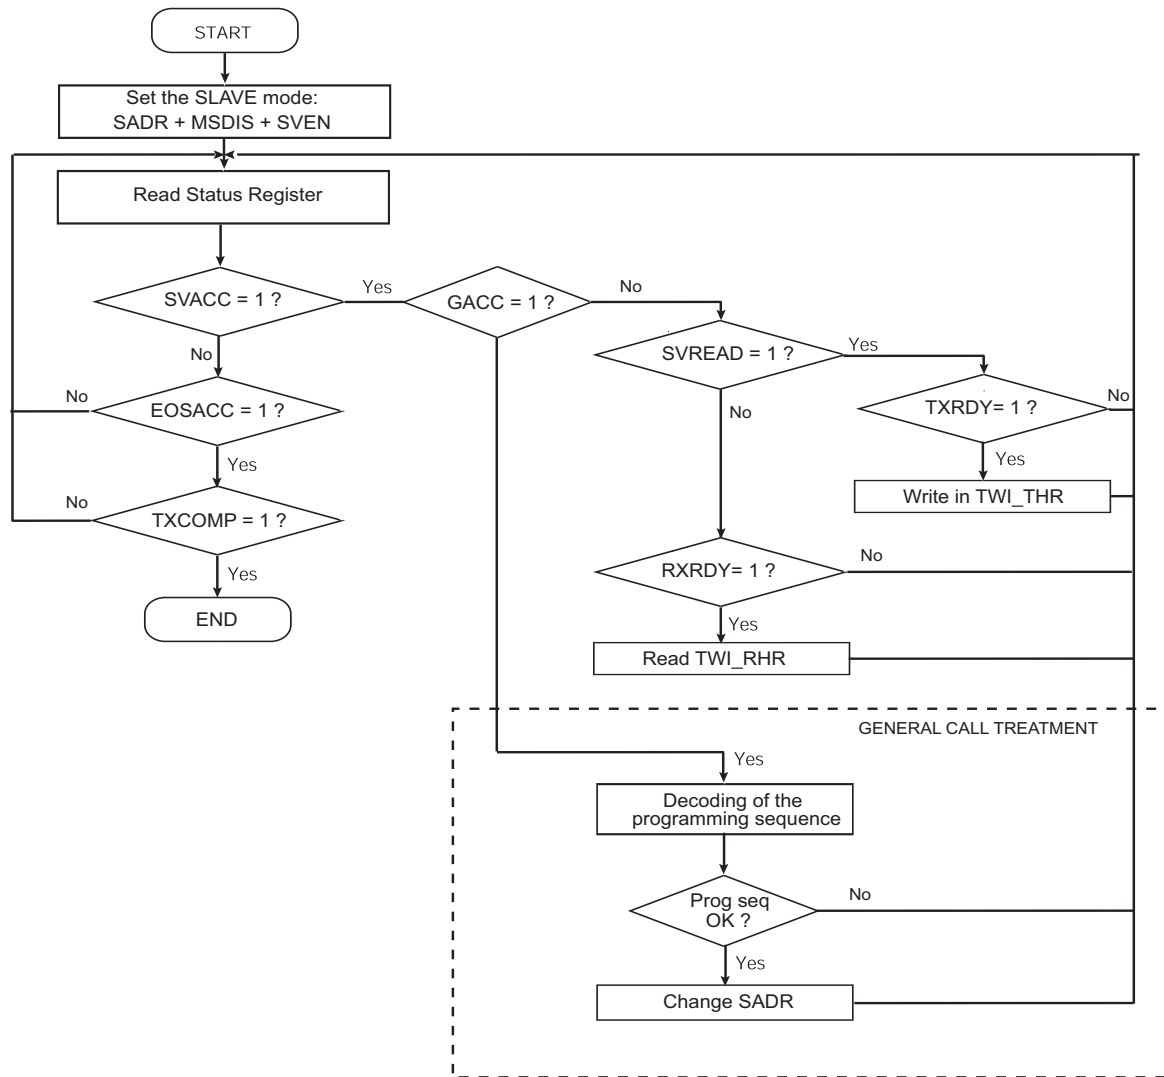 START
Set the SLAVE mode:
SADR + MSDIS + SVEN
Read Status Register
SVACC = 1 ?
Yes
GACC = 1 ?
No
No
SVREAD = 1 ?
Yes
EOSACC = 1 ?
No
Yes
No
TXRDY= 1 ?
No
Yes
Write in TWI_THR
TXCOMP = 1 ?
No
Yes
END
RXRDY= 1 ?
No
Yes
Read TWI_RHR
GENERAL CALL TREATMENT
Yes
Decoding of the
programming sequence
Prog seq
OK ?
No
Yes
Change SADR